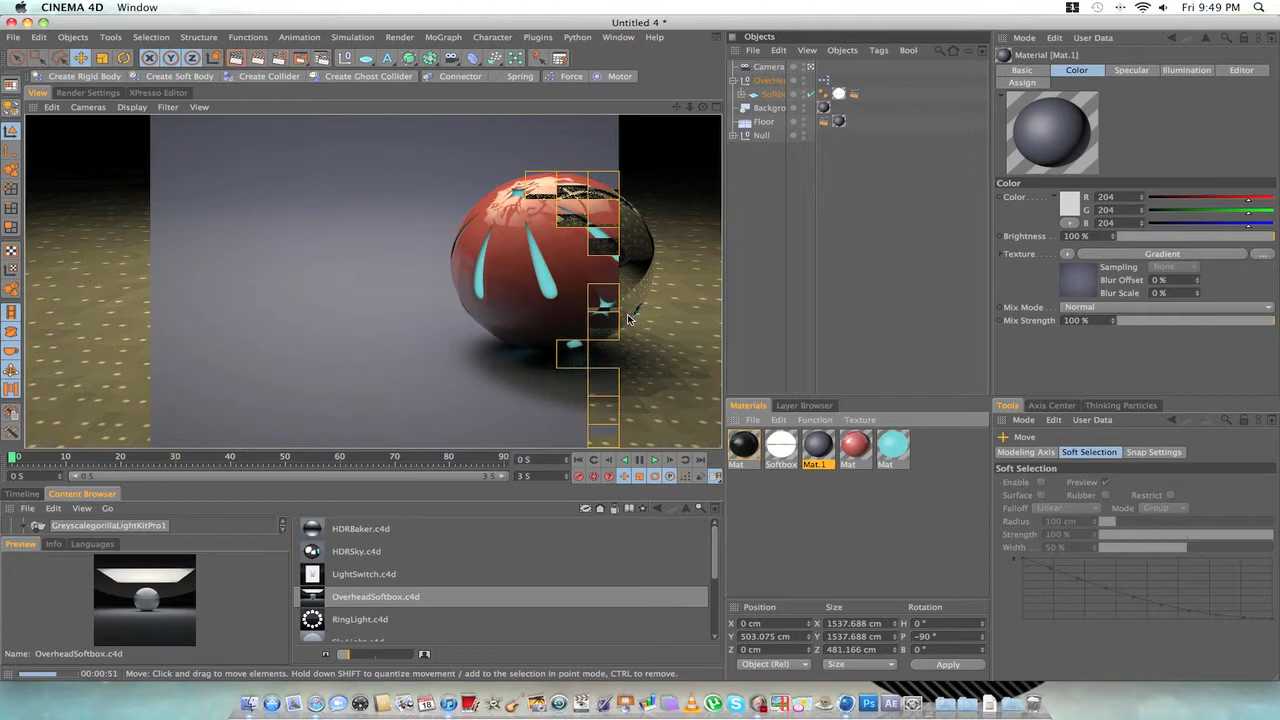 CINEMA 4D Window
Fri 9:49 PM
Untitled 4 *
File Edit Objects Tools Selection Structure Functions Animation Simulation Render MoGraph Character Plugins Python Window Help
Create Rigid Body Create Soft Body Create Collider Create Ghost Collider Connector Spring Force Motor
View Render Settings XPresso Editor
Edit Cameras Display Filter View
0 10 20 30 40 50 60 70 80 90 0 S
0 S 0 S 3 S 3 S
Timeline Content Browser
File Edit View Go
GreyscalegorillaLightKitPro1
Preview Info Languages
Name: OverheadSoftbox.c4d
HDRBaker.c4d
HDRSky.c4d
LightSwitch.c4d
OverheadSoftbox.c4d
RingLight.c4d
SkyLight.c4d
00:00:51 Move: Click and drag to move elements. Hold down SHIFT to quantize movement / add to the selection in point mode, CTRL to remove.
Objects
File Edit View Objects Tags Bool
Camera
OverHea
Softb
Backgro
Floor
Null
Materials Layer Browser
File Edit Function Texture
Mat Softbox Mat.1 Mat Mat
Position Size Rotation
X 0 cm X 1537.688 cm H 0 °
Y 503.075 cm Y 1537.688 cm P -90 °
Z 0 cm Z 481.166 cm B 0 °
Object (Rel) Size Apply
Mode Edit User Data
Material [Mat.1]
Basic Color Specular Illumination Editor
Assign
Color
Color R 204
G 204
B 204
Brightness 100 %
Texture Gradient ...
Sampling None
Blur Offset 0 %
Blur Scale 0 %
Mix Mode Normal
Mix Strength 100 %
Tools Axis Center Thinking Particles
Mode Edit User Data
Move
Modeling Axis Soft Selection Snap Settings
Soft Selection
Enable Preview
Surface Rubber Restrict
Falloff Linear Mode Group
Radius 100 cm
Strength 100 %
Width 50 %